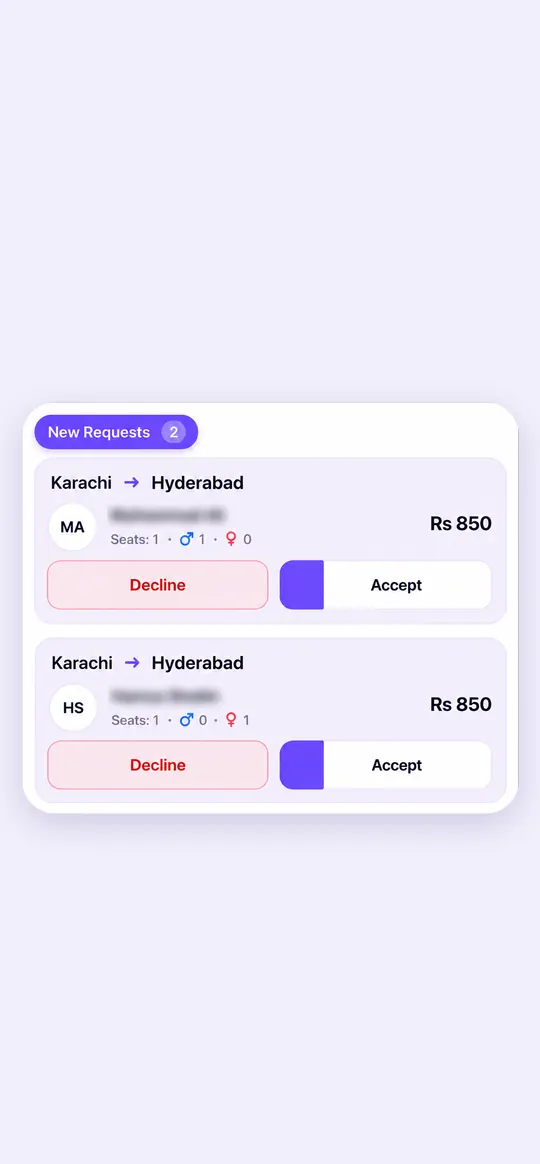 New Requests 2
Karachi → Hyderabad
MA
Rs 850
Seats: 1 · ♂ 1 · ♀ 0
Decline
Accept
Karachi → Hyderabad
HS
Rs 850
Seats: 1 · ♂ 0 · ♀ 1
Decline
Accept